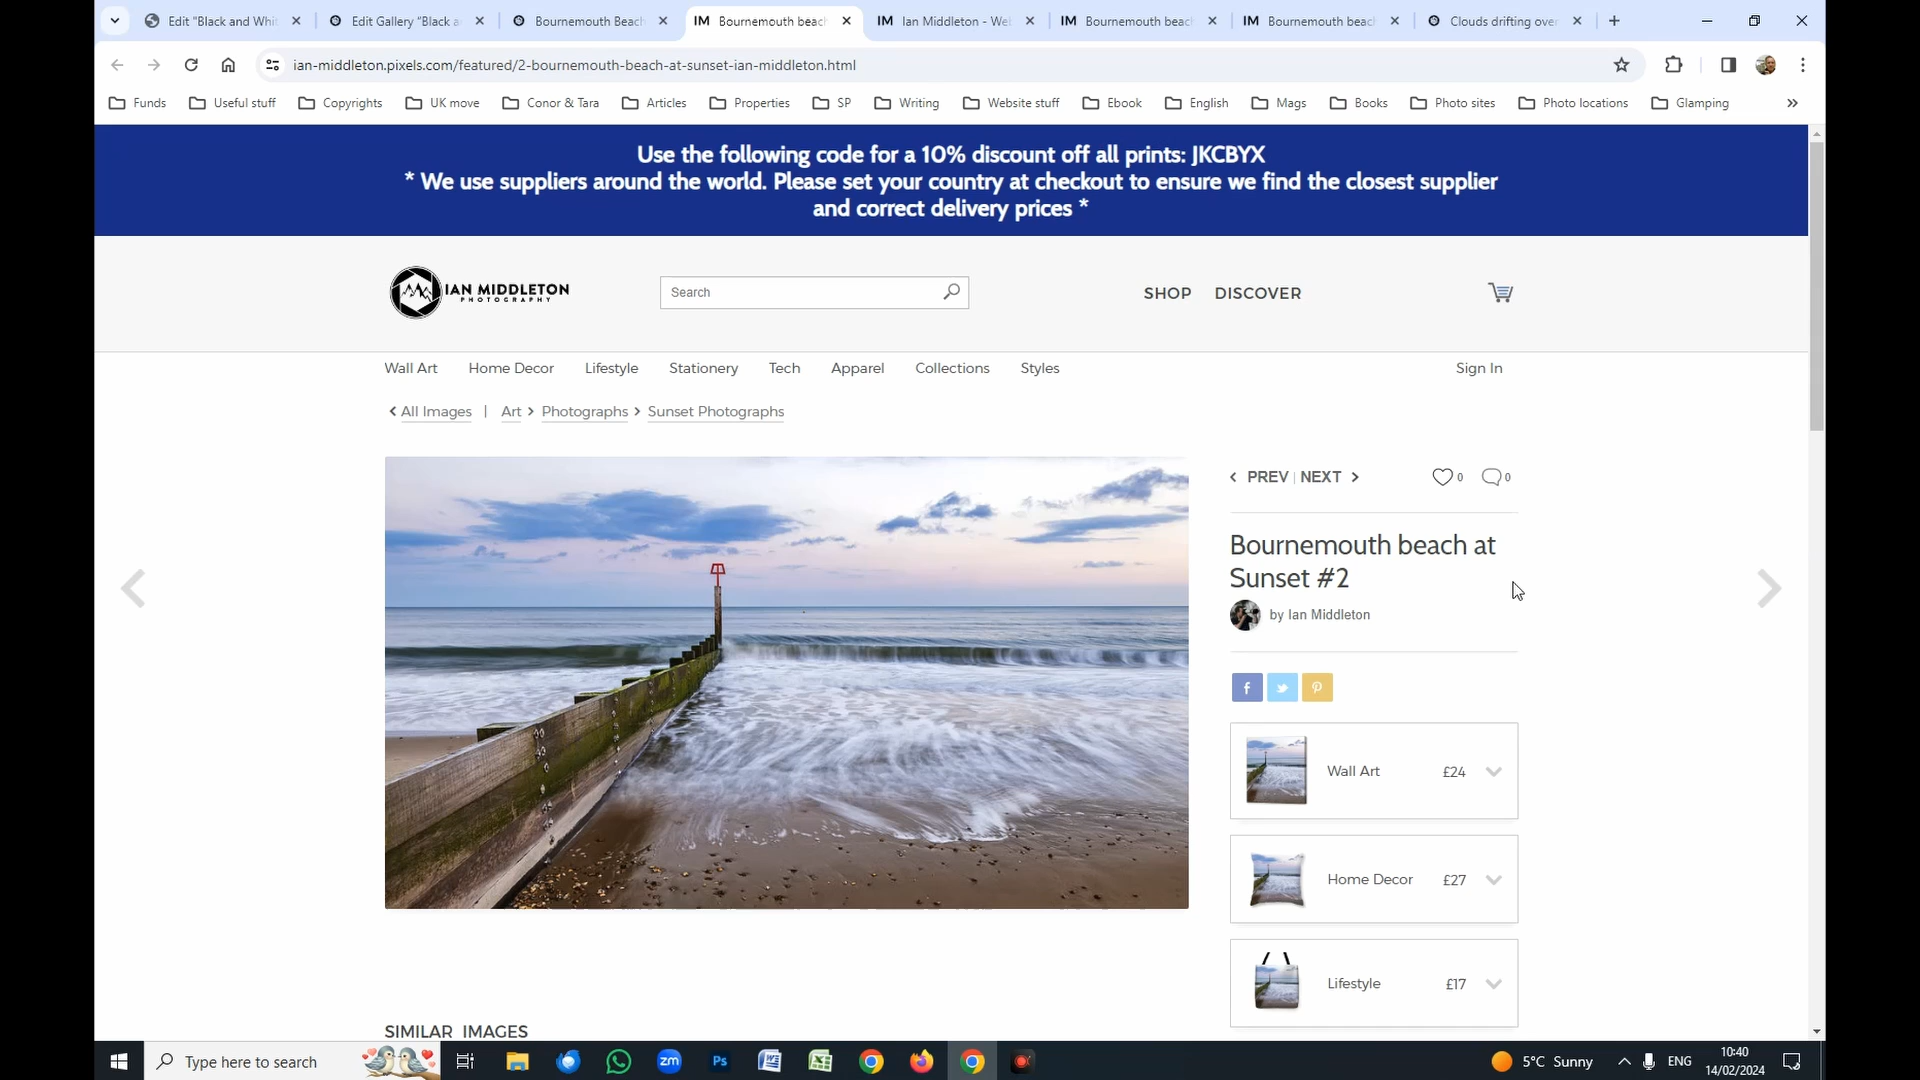 Edit "Black and Whi
Edit Gallery "Black a
Bournemouth Beach
Bournemouth beach
Ian Middleton - Wel
Bournemouth beac
Bournemouth beac
Clouds drifting over
ian-middleton.pixels.com/featured/2-bournemouth-beach-at-sunset-ian-middleton.html
Funds
Useful stuff
Copyrights
UK move
Conor & Tara
Articles
Properties
SP
Writing
Website stuff
Ebook
English
Mags
Books
Photo sites
Photo locations
Glamping
Use the following code for a 10% discount off all prints: JKCBYX
* We use suppliers around the world. Please set your country at checkout to ensure we find the closest supplier
and correct delivery prices *
IAN MIDDLETON
PHOTOGRAPHY
Search
SHOP
DISCOVER
Wall Art
Home Decor
Lifestyle
Stationery
Tech
Apparel
Collections
Styles
Sign In
All Images | Art > Photographs > Sunset Photographs
PREV | NEXT
0
0
Bournemouth beach at
Sunset #2
by Ian Middleton
Wall Art £24
Home Decor £27
Lifestyle £17
SIMILAR IMAGES
Type here to search
5°C Sunny
ENG
10:40
14/02/2024